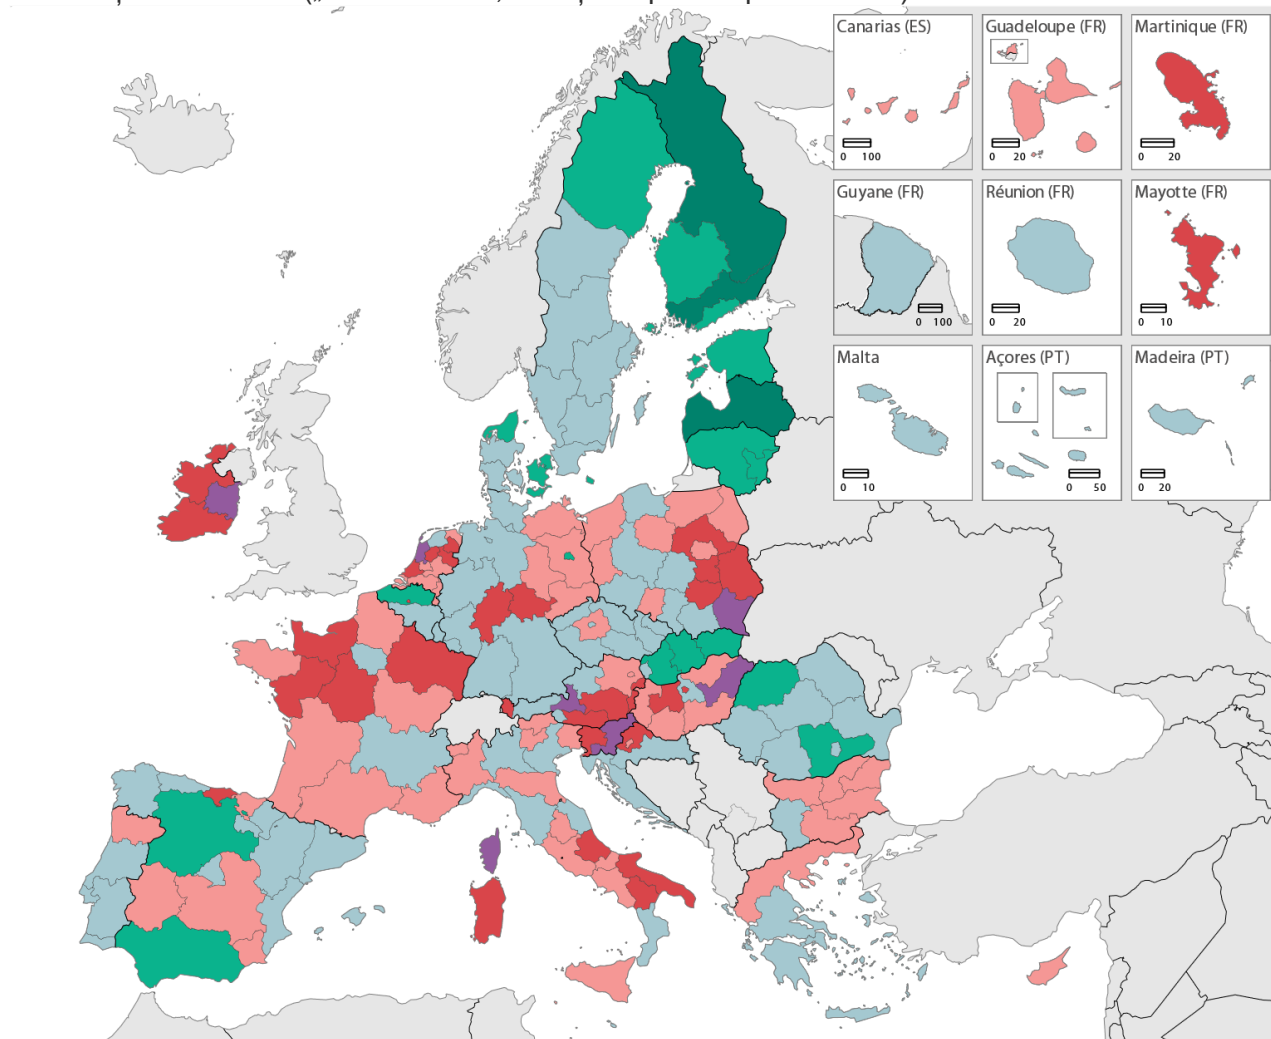 Canarias (ES)
0 100
Guadeloupe (FR)
0 20
Martinique (FR)
0 20
Guyane (FR)
0 100
Réunion (FR)
0 20
Mayotte (FR)
0 10
Malta
0 10
Açores (PT)
0 50
Madeira (PT)
0 20